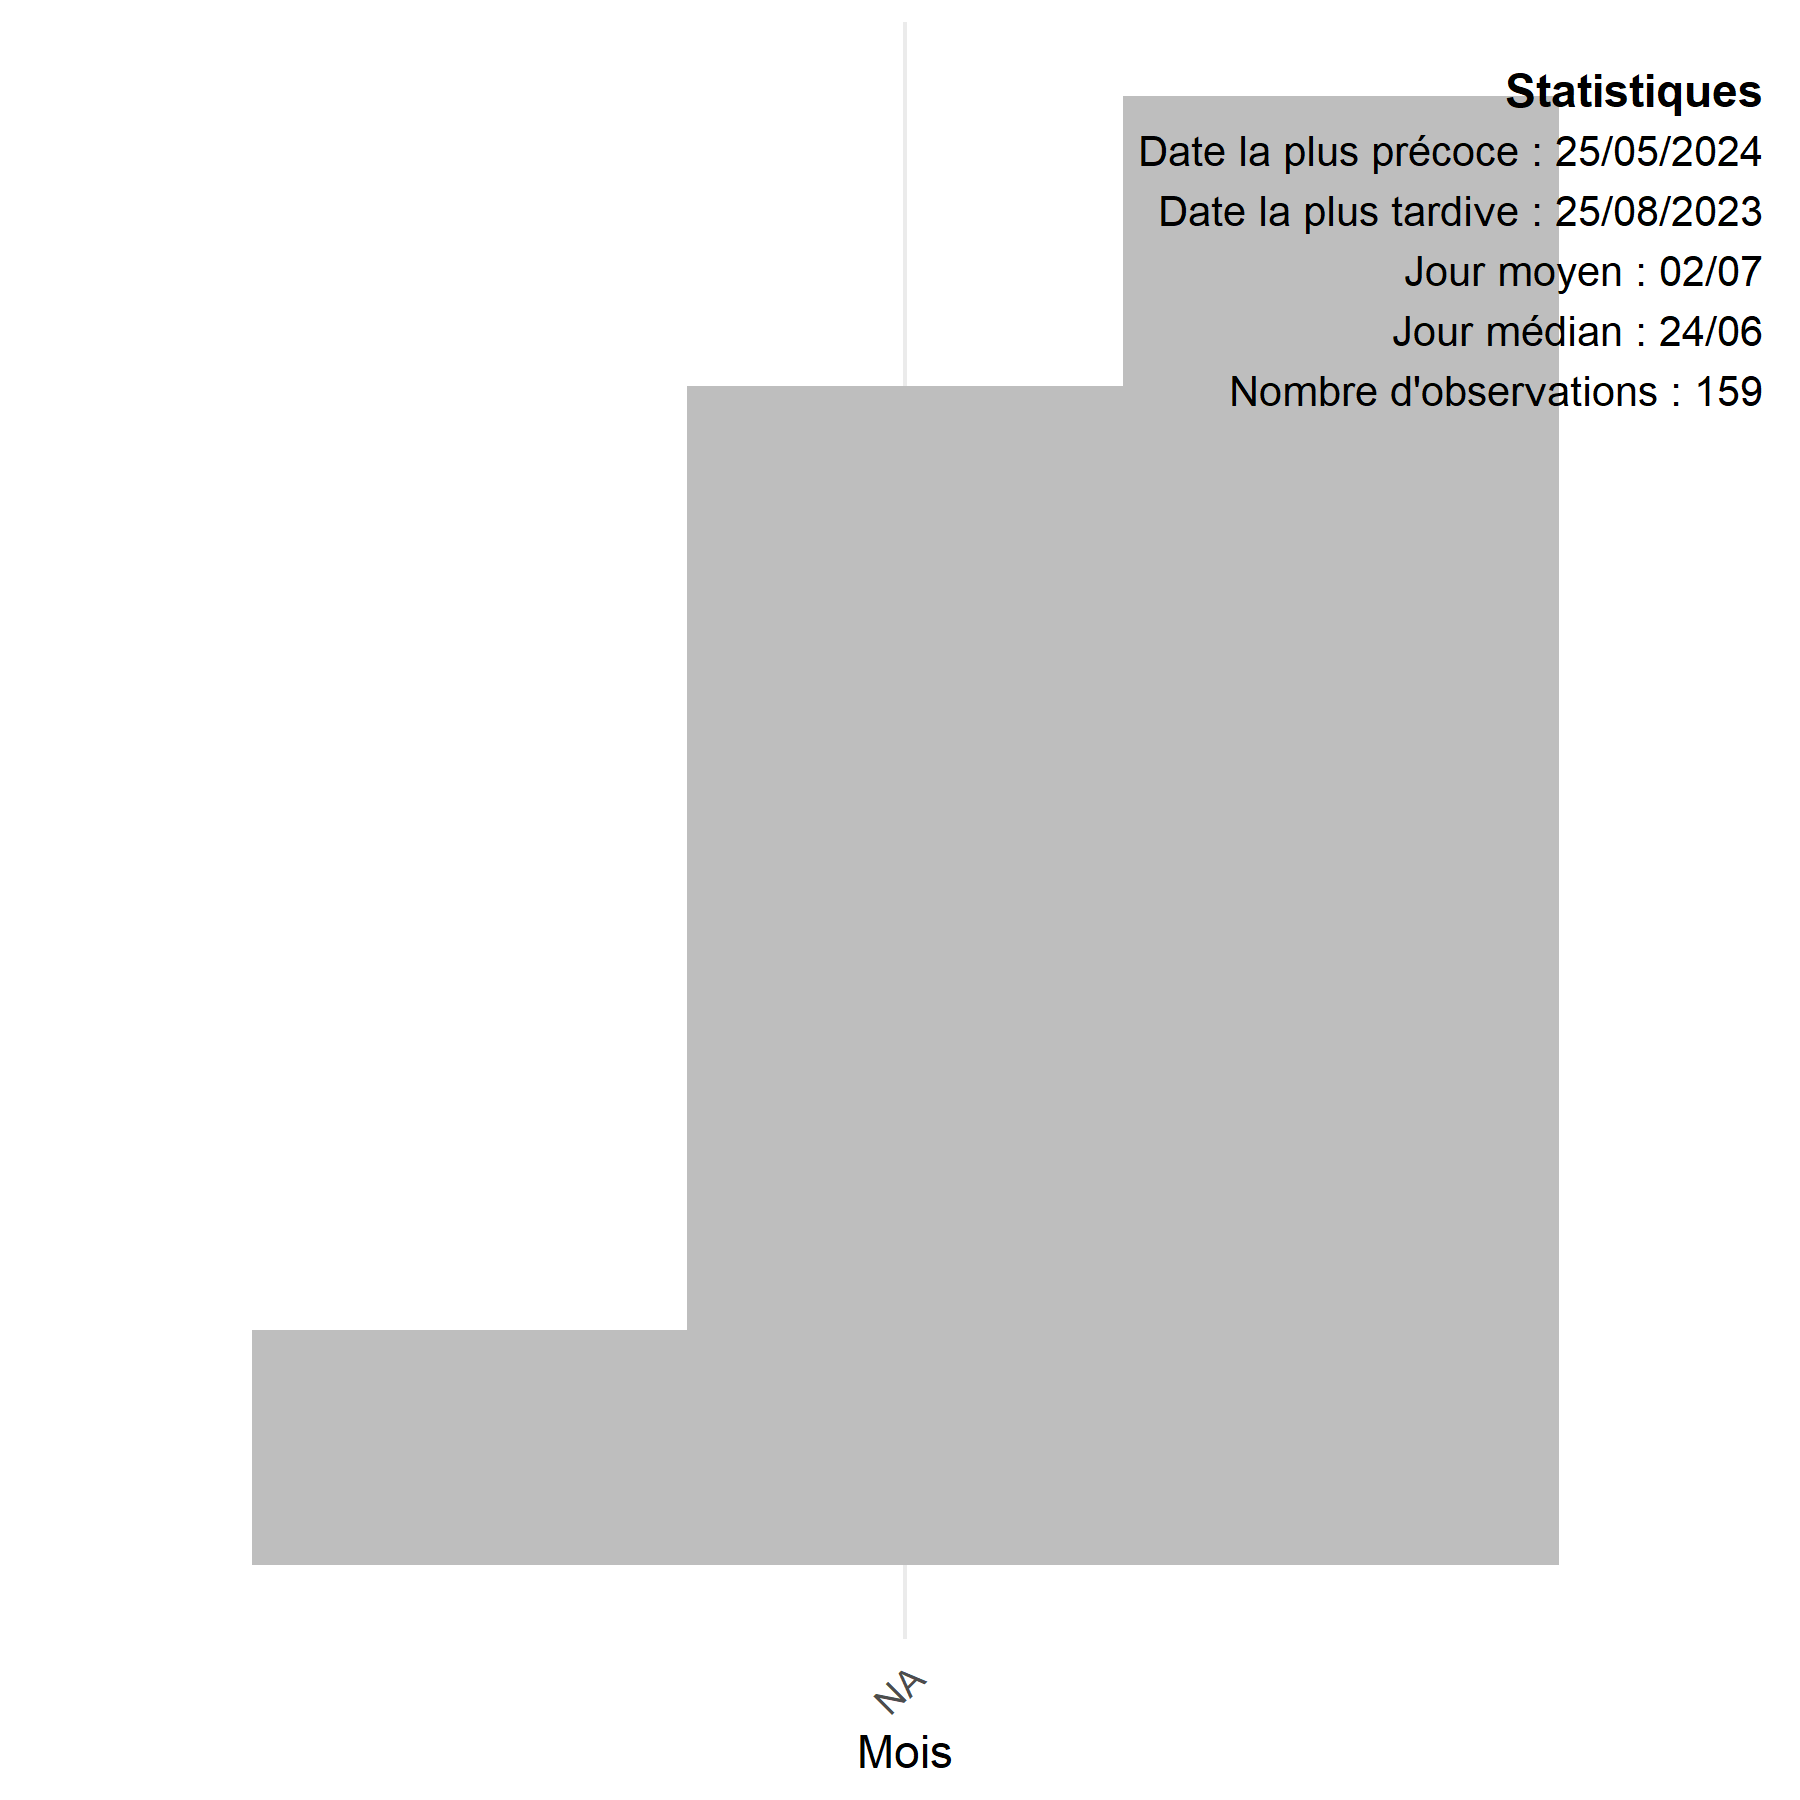 Statistiques
Date la plus précoce : 25/05/2024
Date la plus tardive : 25/08/2023
Jour moyen : 02/07
Jour médian : 24/06
Nombre d'observations : 159
NA
Mois